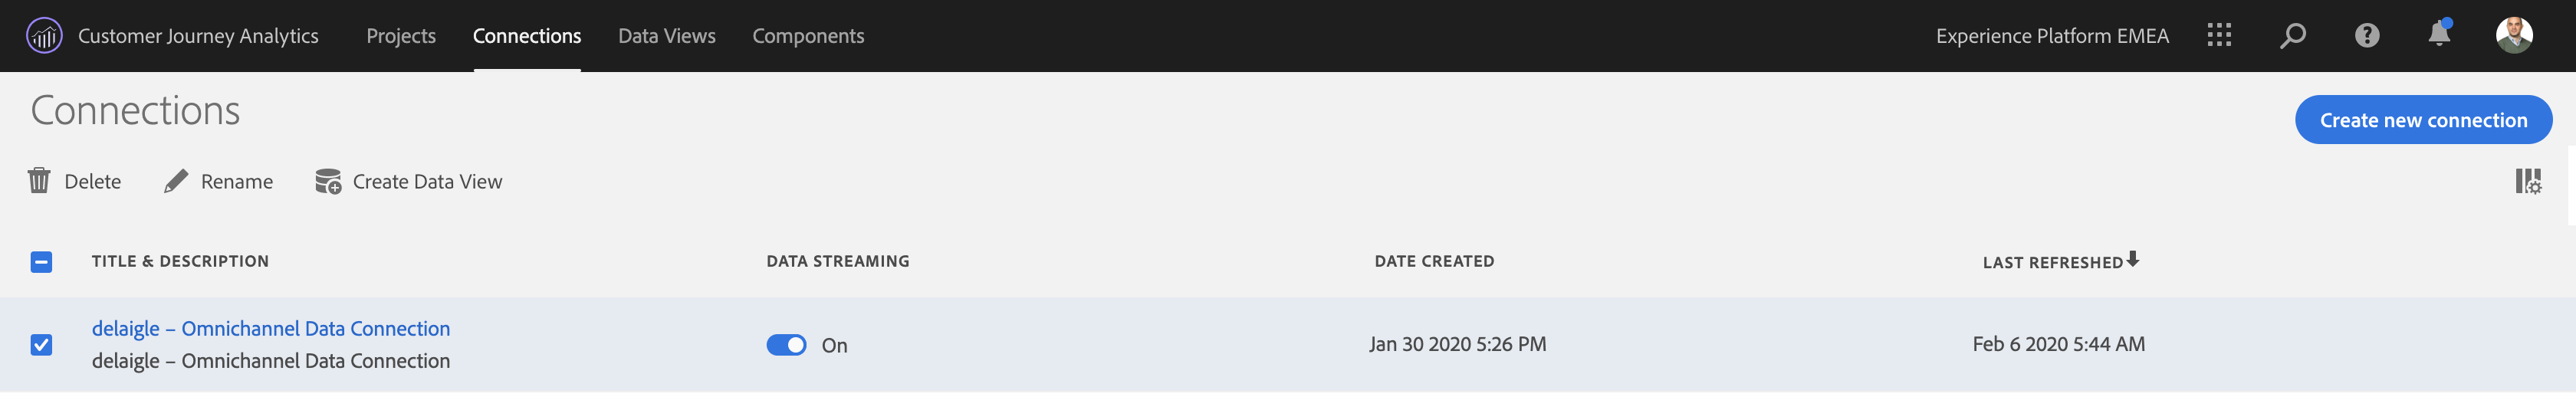 Customer Journey Analytics Projects Connections Data Views Components Experience Platform EMEA
Connections
Create new connection
Delete Rename Create Data View
TITLE & DESCRIPTION DATA STREAMING DATE CREATED LAST REFRESHED
delaigle – Omnichannel Data Connection
delaigle – Omnichannel Data Connection
On Jan 30 2020 5:26 PM Feb 6 2020 5:44 AM